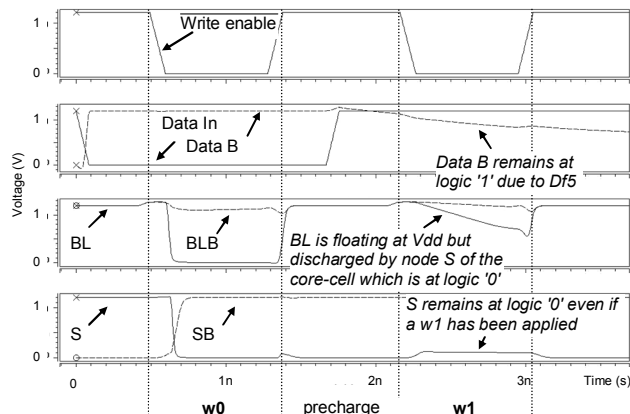 Voltage (V)
1
0
Write enable
1
0
Data In
Data B
Data B remains at
logic '1' due to Df5
1
0
BL
BLB
BL is floating at Vdd but
discharged by node S of the
core-cell which is at logic '0'
1
0
S
SB
S remains at logic '0' even if
a w1 has been applied
0
1n
2n
3n
Time (s)
w0
precharge
w1